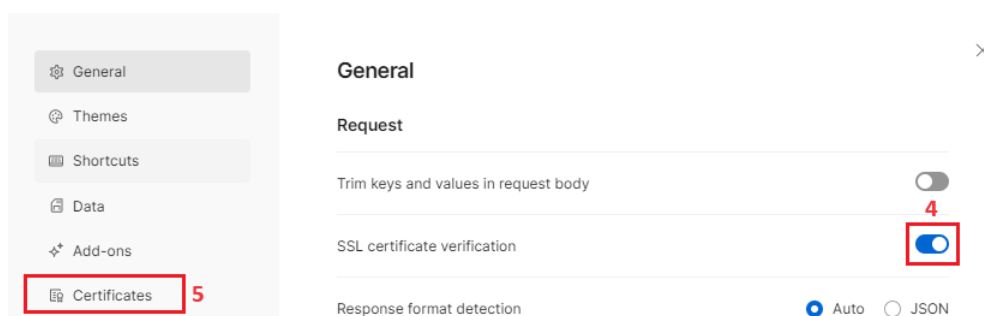 General
Themes
Shortcuts
Data
Add-ons
Certificates 5
General
Request
Trim keys and values in request body
4
SSL certificate verification
Response format detection Auto JSON